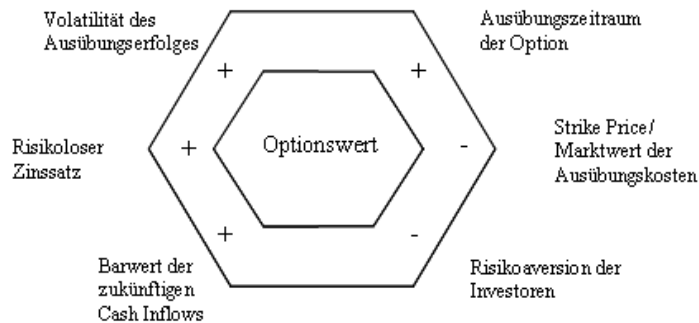 Volatilität des
Ausübungserfolges
Ausübungszeitraum
der Option
+
+
Risikoloser
Zinssatz
+
Optionswert
-
Strike Price/
Marktwert der
Ausübungskosten
+
-
Barwert der
zukünftigen
Cash Inflows
Risikoaversion der
Investoren